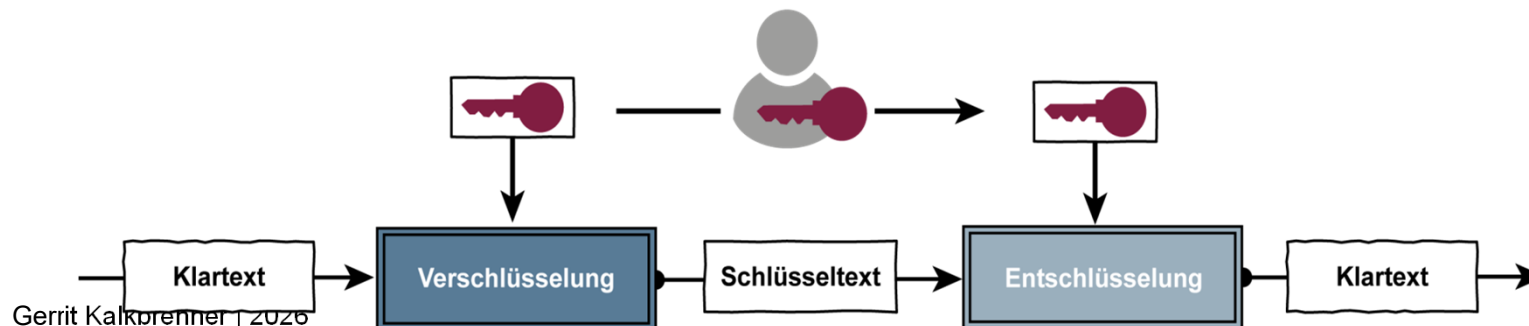 Klartext
Verschlüsselung
Schlüsseltext
Entschlüsselung
Klartext
Gerrit Kalkbrenner | 2026